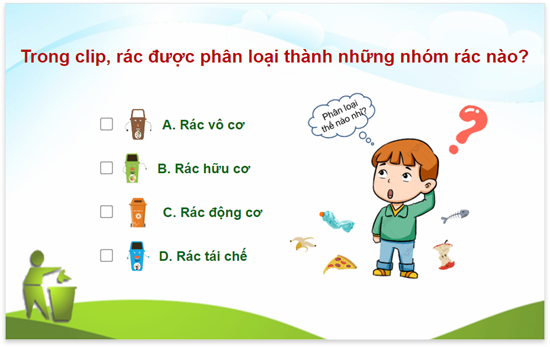 Trong clip, rác được phân loại thành những nhóm rác nào?
A. Rác vô cơ
B. Rác hữu cơ
C. Rác động cơ
D. Rác tái chế
Phân loại
thế nào nhỉ?
?